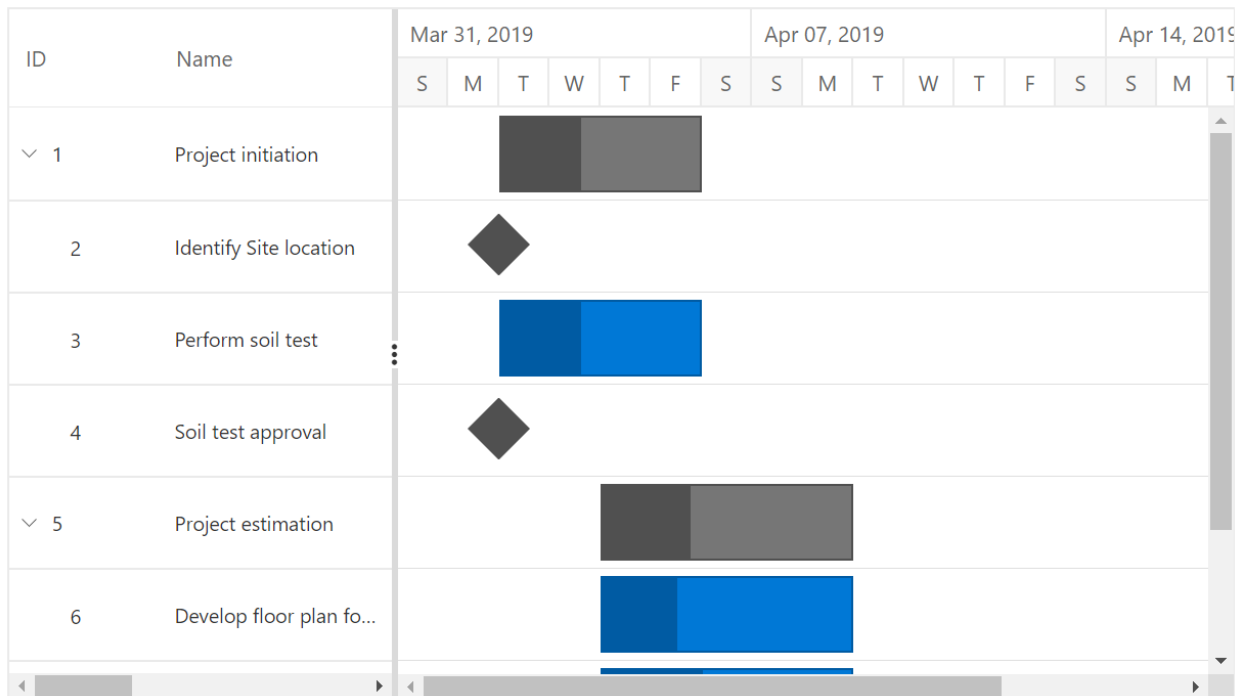 ID Name Mar 31, 2019 Apr 07, 2019 Apr 14, 2019
S M T W T F S S M T W T F S S M T
1 Project initiation
2 Identify Site location
3 Perform soil test
4 Soil test approval
5 Project estimation
6 Develop floor plan fo...